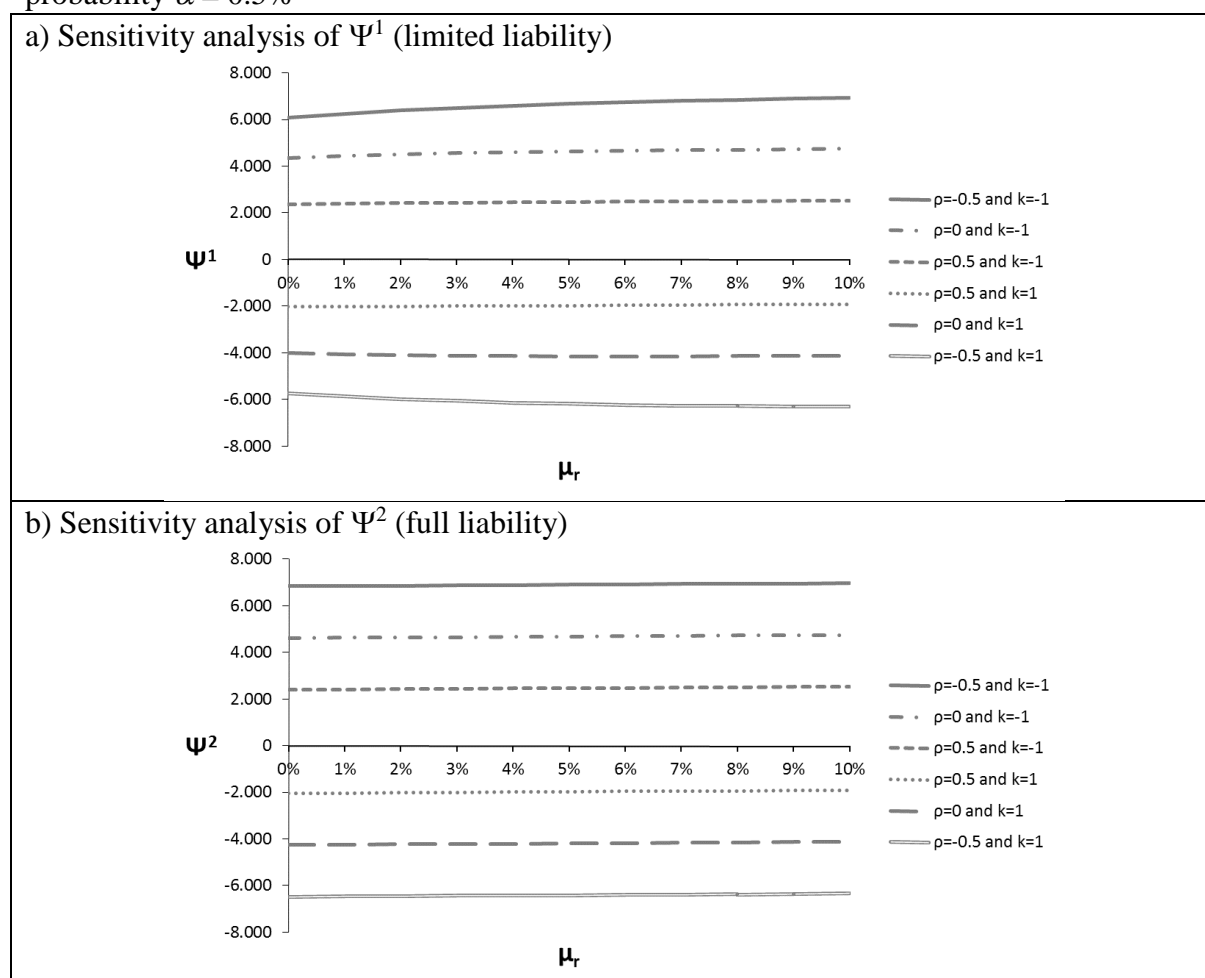 probability α = 0.5%
a) Sensitivity analysis of Ψ¹ (limited liability)
8.000
6.000
4.000
2.000
0
-2.000
-4.000
-6.000
-8.000
Ψ¹
0% 1% 2% 3% 4% 5% 6% 7% 8% 9% 10%
μr
ρ=-0.5 and k=-1
ρ=0 and k=-1
ρ=0.5 and k=-1
ρ=0.5 and k=1
ρ=0 and k=1
ρ=-0.5 and k=1
b) Sensitivity analysis of Ψ² (full liability)
8.000
6.000
4.000
2.000
0
-2.000
-4.000
-6.000
-8.000
Ψ²
0% 1% 2% 3% 4% 5% 6% 7% 8% 9% 10%
μr
ρ=-0.5 and k=-1
ρ=0 and k=-1
ρ=0.5 and k=-1
ρ=0.5 and k=1
ρ=0 and k=1
ρ=-0.5 and k=1